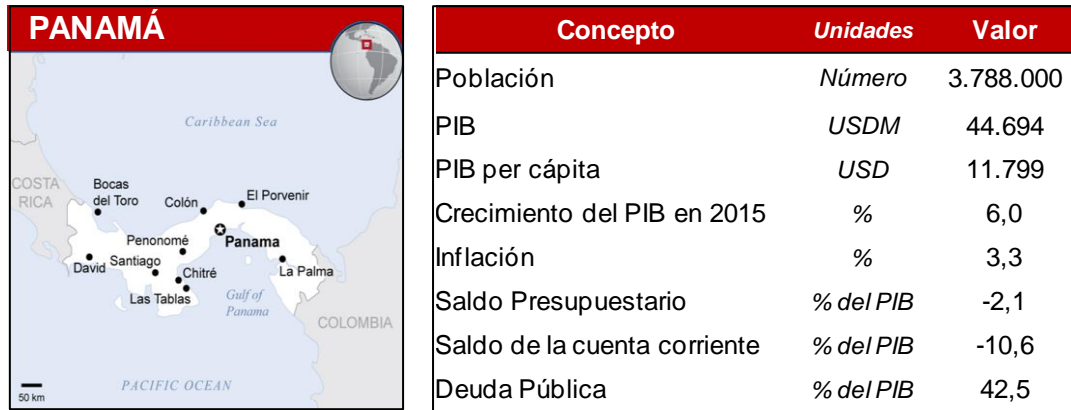 PANAMÁ
Caribbean Sea
COSTA
RICA
Bocas
del Toro
Colón
El Porvenir
Penonomé
Panama
David
Santiago
Chitré
La Palma
Las Tablas
Gulf of
Panama
COLOMBIA
PACIFIC OCEAN
50 km
Concepto Unidades Valor
Población Número 3.788.000
PIB USDM 44.694
PIB per cápita USD 11.799
Crecimiento del PIB en 2015 % 6,0
Inflación % 3,3
Saldo Presupuestario % del PIB -2,1
Saldo de la cuenta corriente % del PIB -10,6
Deuda Pública % del PIB 42,5